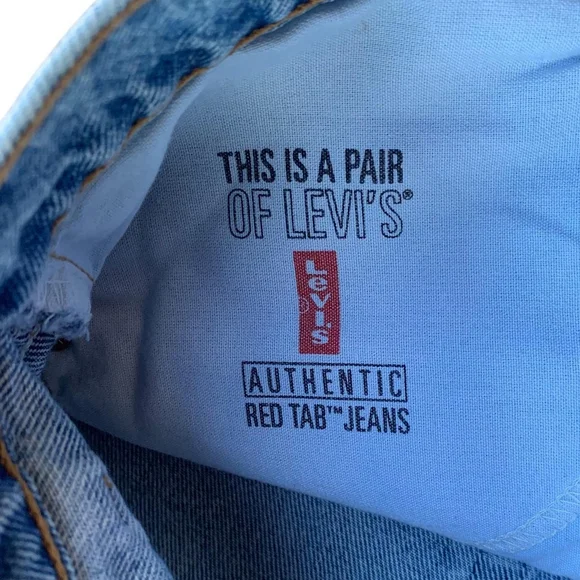 THIS IS A PAIR
OF LEVI'S®
Levi's
®
AUTHENTIC
RED TAB™ JEANS